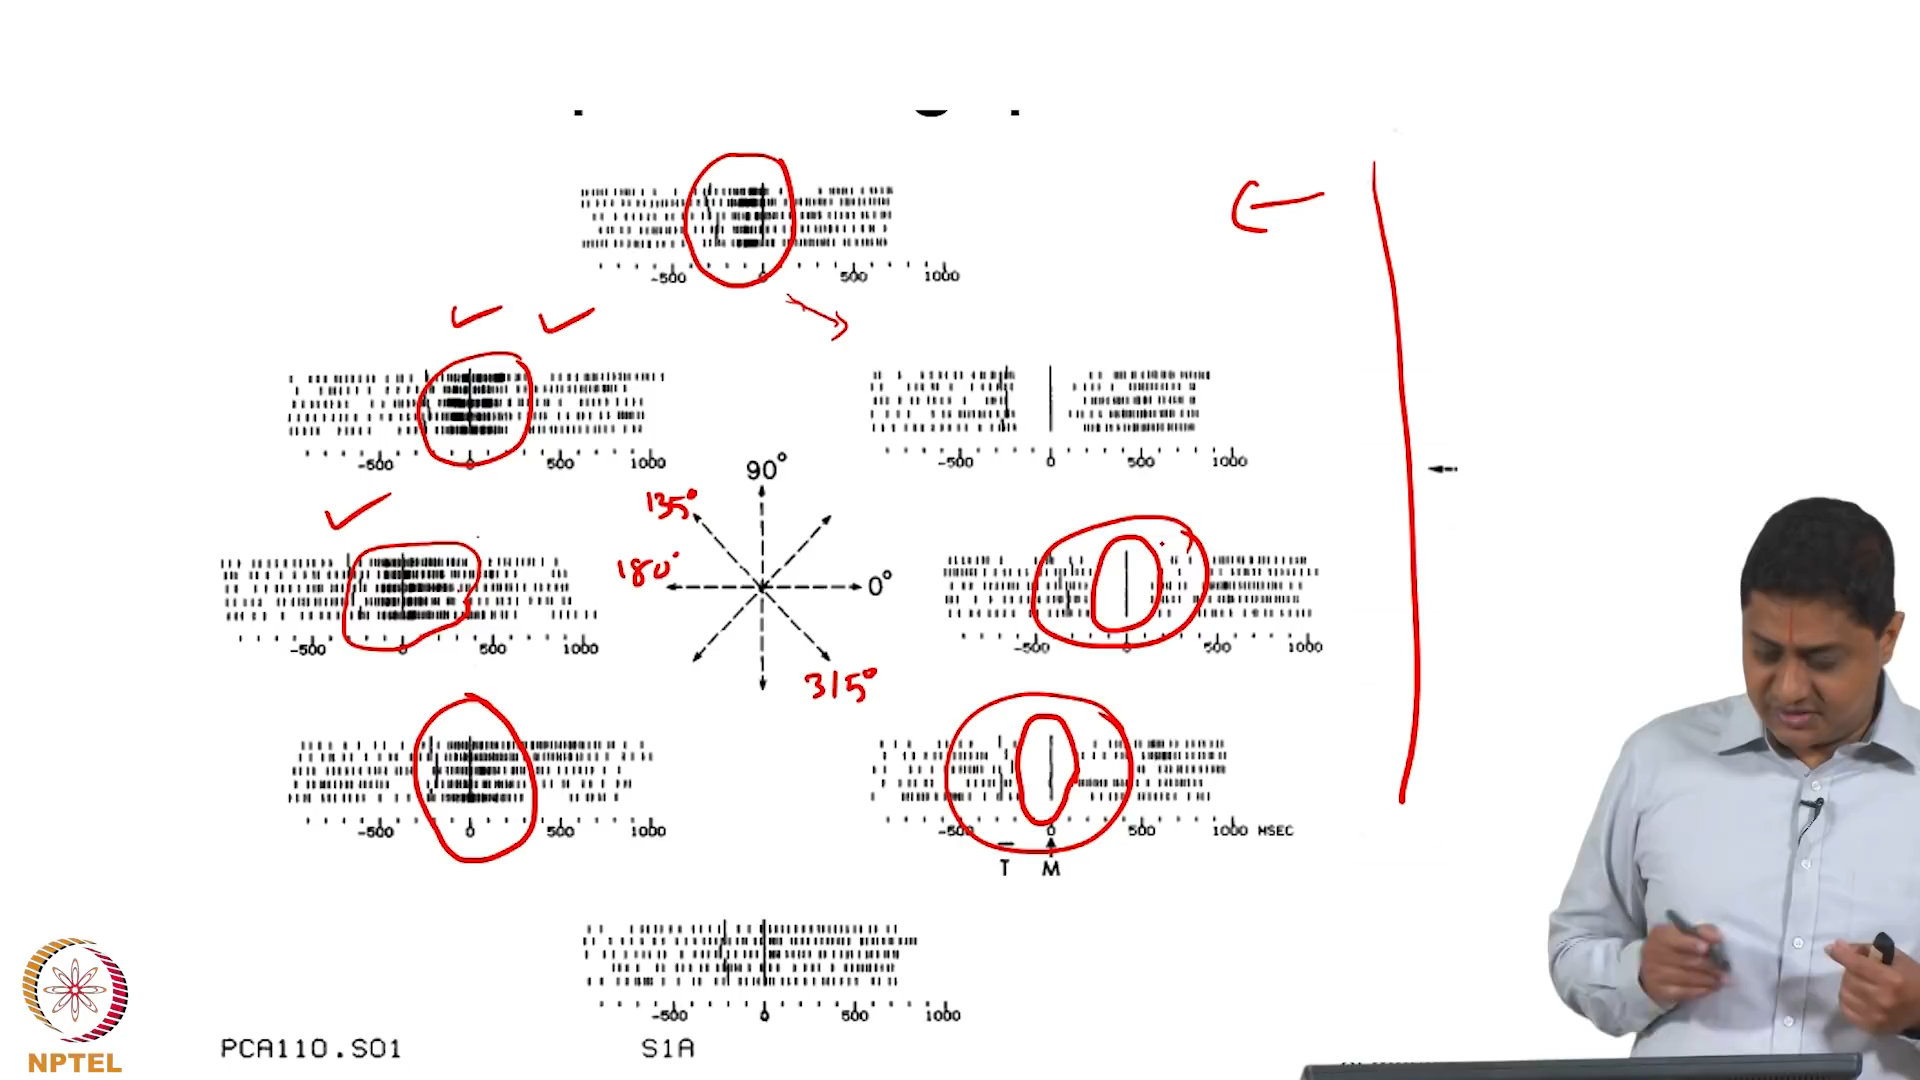 -500 0 500 1000
-500 0 500 1000
-500 0 500 1000
90°
135°
180°
0°
-500 0 500 1000
-500 0 500 1000
315°
-500 0 500 1000
-500 0 500 1000 MSEC
T M
-500 0 500 1000
PCA110.S01 S1A
NPTEL